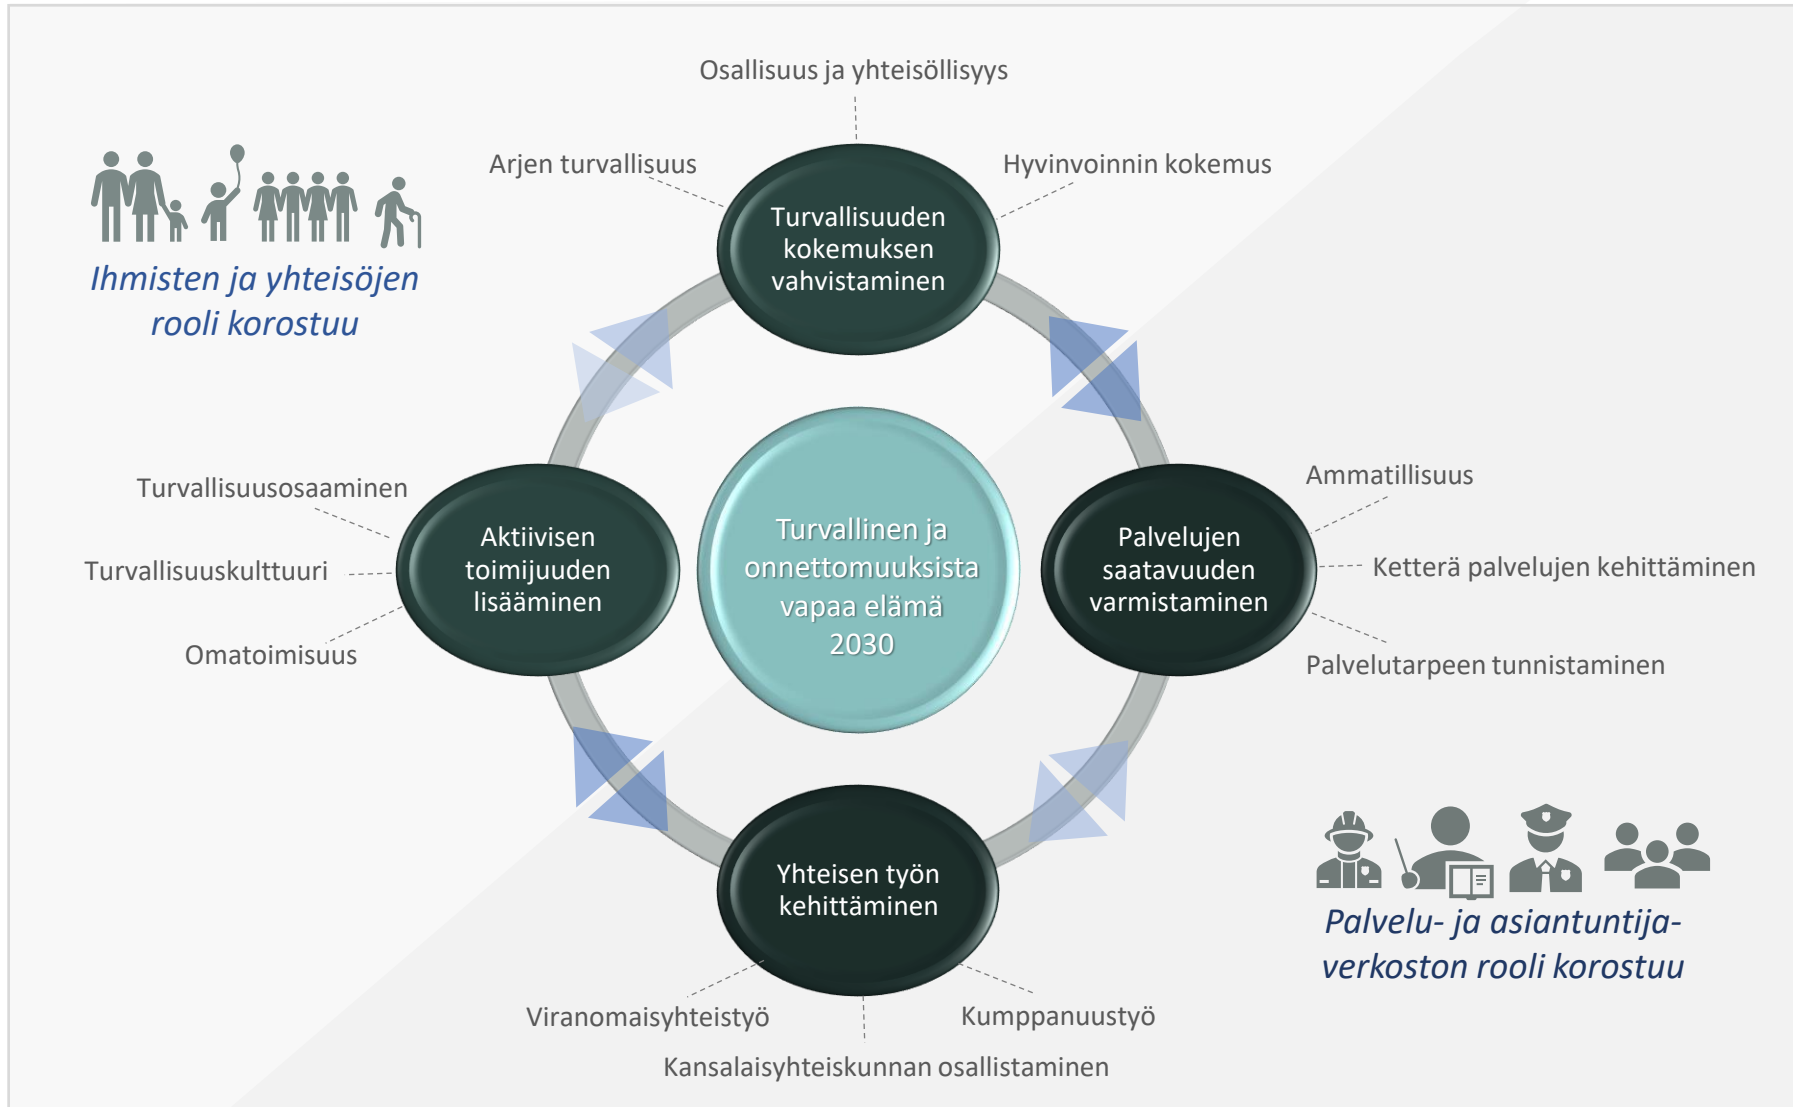 Osallisuus ja yhteisöllisyys
Arjen turvallisuus
Hyvinvoinnin kokemus
Turvallisuuden
kokemuksen
vahvistaminen
Ihmisten ja yhteisöjen
rooli korostuu
Turvallisuusosaaminen
Turvallisuuskulttuuri
Omatoimisuus
Aktiivisen
toimijuuden
lisääminen
Turvallinen ja
onnettomuuksista
vapaa elämä
2030
Palvelujen
saatavuuden
varmistaminen
Ammatillisuus
Ketterä palvelujen kehittäminen
Palvelutarpeen tunnistaminen
Yhteisen työn
kehittäminen
Palvelu- ja asiantuntija-
verkoston rooli korostuu
Viranomaisyhteistyö
Kumppanuustyö
Kansalaisyhteiskunnan osallistaminen